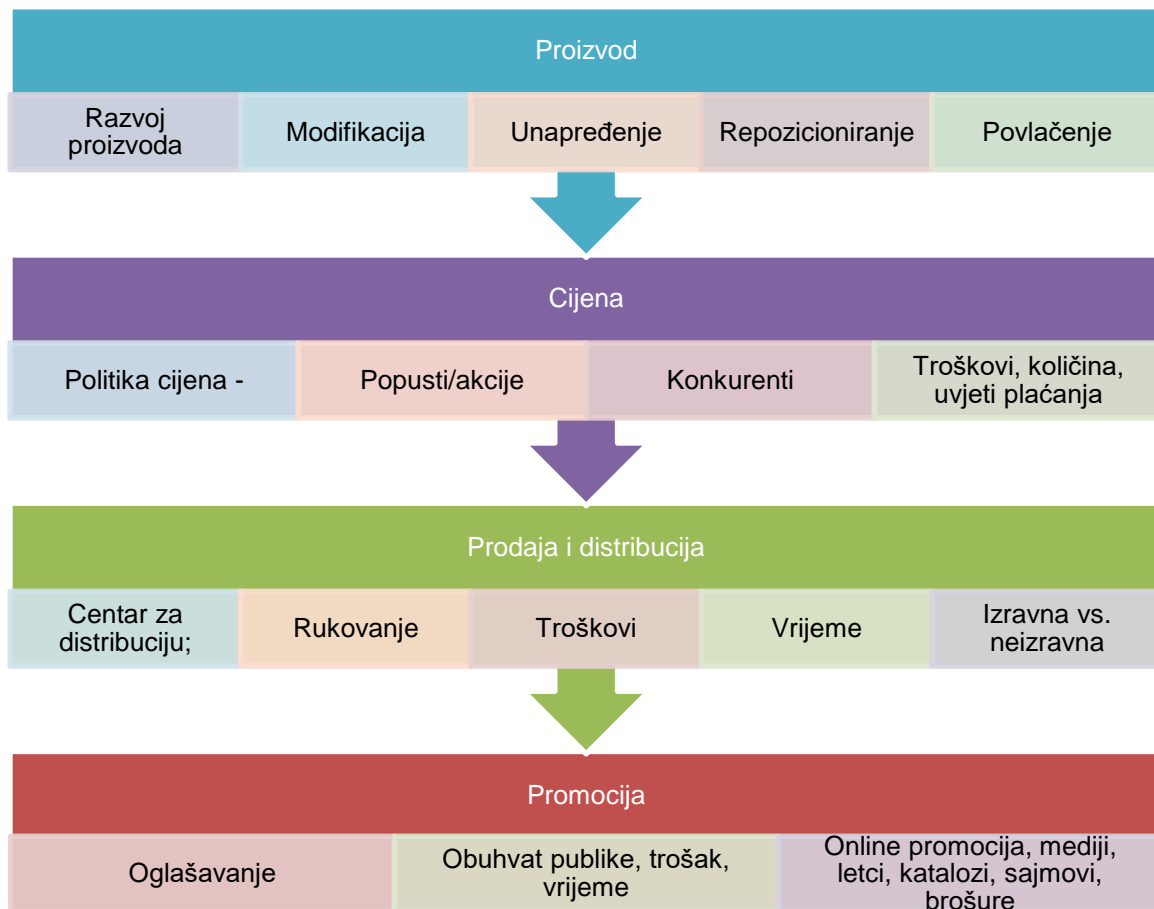 Proizvod
Razvoj
proizvoda
Modifikacija
Unapređenje
Repozicioniranje
Povlačenje
Cijena
Politika cijena -
Popusti/akcije
Konkurenti
Troškovi, količina,
uvjeti plaćanja
Prodaja i distribucija
Centar za
distribuciju;
Rukovanje
Troškovi
Vrijeme
Izravna vs.
neizravna
Promocija
Oglašavanje
Obuhvat publike, trošak,
vrijeme
Online promocija, mediji,
letci, katalozi, sajmovi,
brošure